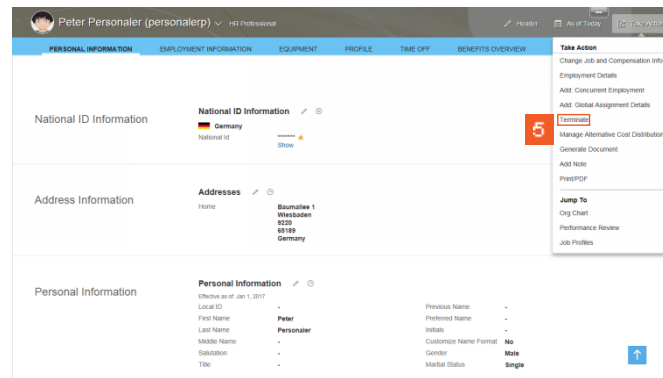 Peter Personaler (personalerp) HR Professional
Header
As of Today
Take Action
PERSONAL INFORMATION EMPLOYMENT INFORMATION EQUIPMENT PROFILE TIME OFF BENEFITS OVERVIEW
Take Action
Change Job and Compensation Info
Employment Details
Add: Concurrent Employment
Add: Global Assignment Details
5
Terminate
Manage Alternative Cost Distribution
Generate Document
Add Note
Print/PDF
Jump To
Org Chart
Performance Review
Job Profiles
National ID Information
National ID Information
Germany
National Id ******* 
Show
Address Information
Addresses
Home Baumallee 1
Wiesbaden
9220
65189
Germany
Personal Information
Personal Information
Effective as of: Jan 1, 2017
Local ID -
First Name Peter
Last Name Personaler
Middle Name -
Salutation -
Title -
Previous Name -
Preferred Name -
Initials -
Customize Name Format No
Gender Male
Marital Status Single